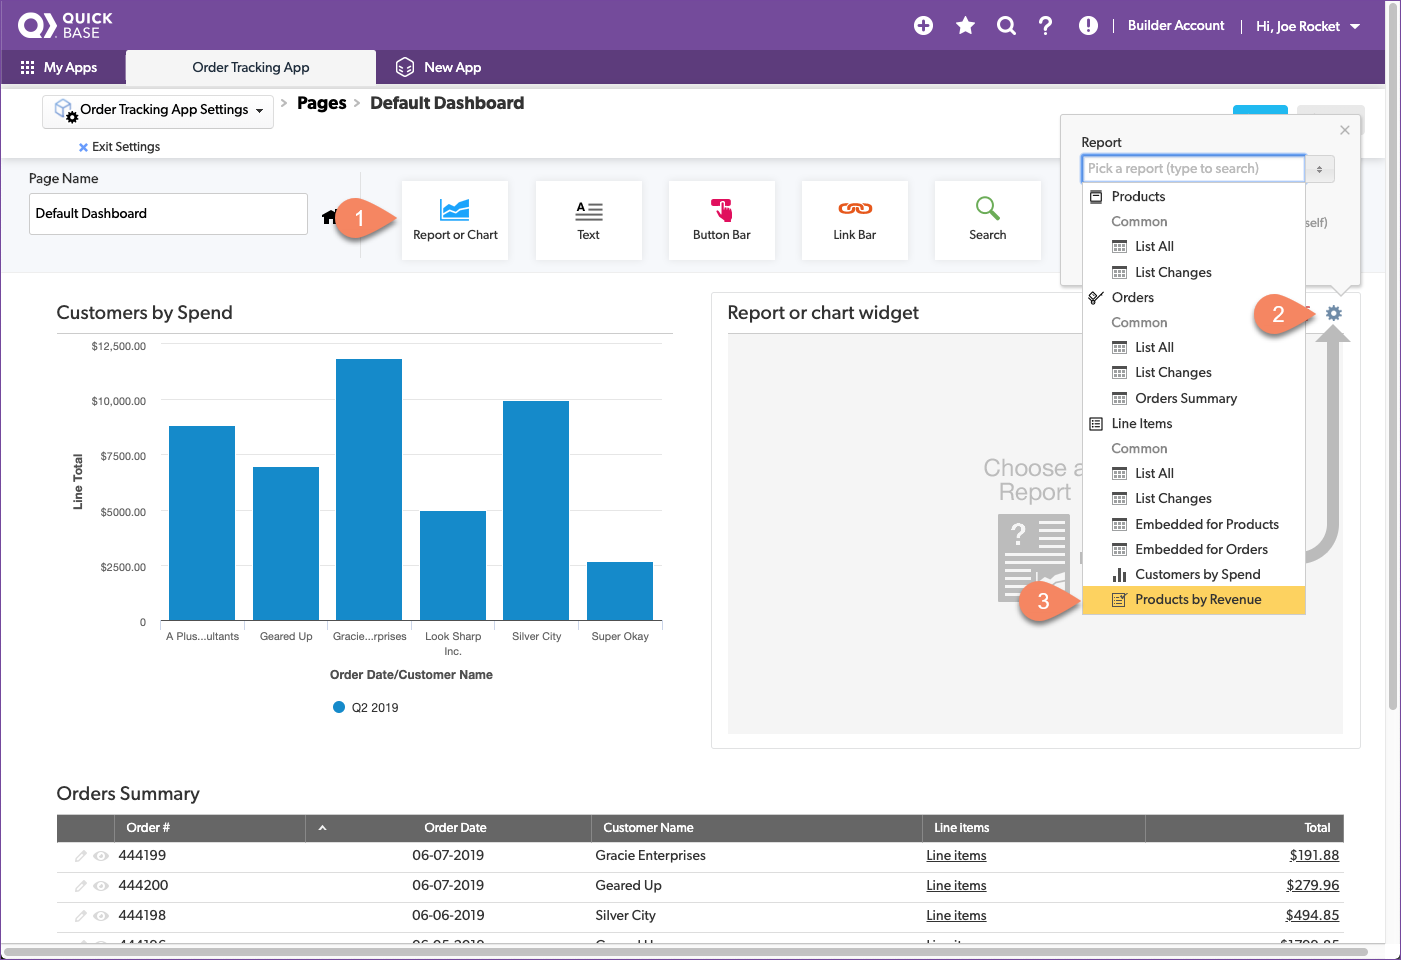 QUICK
BASE
Builder Account
Hi, Joe Rocket
My Apps
Order Tracking App
New App
Order Tracking App Settings
> Pages > Default Dashboard
Exit Settings
Page Name
Default Dashboard
1
Report or Chart
Text
Button Bar
Link Bar
Search
Report
Pick a report (type to search)
Products
Common
List All
List Changes
Orders
Common
List All
List Changes
Orders Summary
Line Items
Common
List All
List Changes
Embedded for Products
Embedded for Orders
Customers by Spend
Products by Revenue
self)
2
3
Customers by Spend
$12,500.00
$10,000.00
$7500.00
$5000.00
$2500.00
0
Line Total
A Plus...ultants
Geared Up
Gracie...rprises
Look Sharp
Inc.
Silver City
Super Okay
Order Date/Customer Name
Q2 2019
Report or chart widget
Choose a
Report
?
Orders Summary
Order # Order Date Customer Name Line items Total
444199 06-07-2019 Gracie Enterprises Line items $191.88
444200 06-07-2019 Geared Up Line items $279.96
444198 06-06-2019 Silver City Line items $494.85